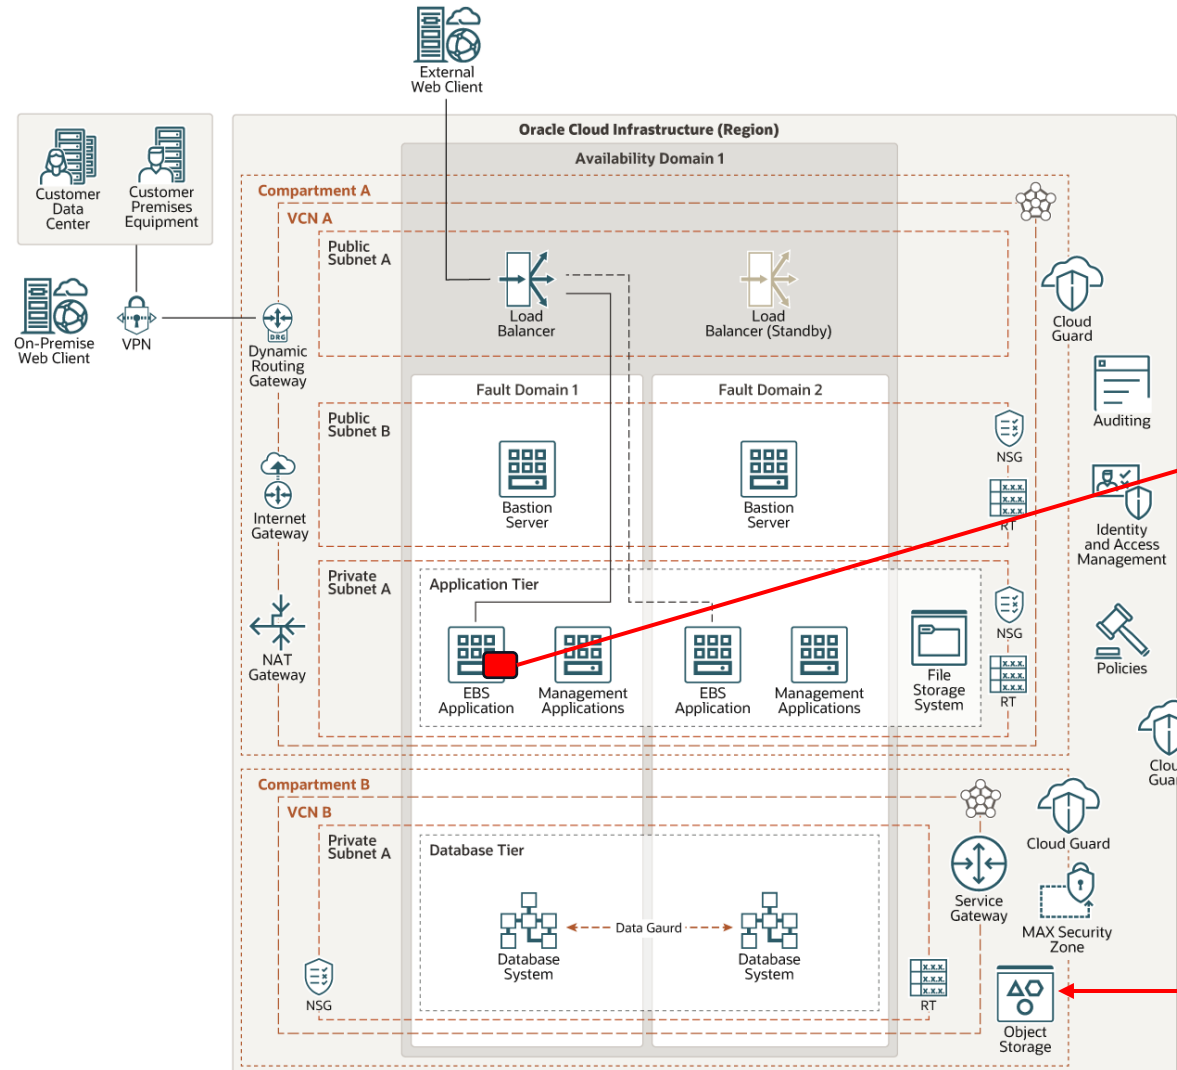 External
Web Client
Oracle Cloud Infrastructure (Region)
Availability Domain 1
Customer
Data
Center
Customer
Premises
Equipment
Compartment A
VCN A
Public
Subnet A
On-Premise
Web Client
VPN
DRG
Dynamic
Routing
Gateway
Load
Balancer
Load
Balancer (Standby)
Cloud
Guard
Fault Domain 1
Fault Domain 2
Auditing
Public
Subnet B
NSG
x.x.x.
x.x.x.
RT
Internet
Gateway
Bastion
Server
Bastion
Server
Identity
and Access
Management
Private
Subnet A
Application Tier
NSG
x.x.x.
x.x.x.
RT
NAT
Gateway
EBS
Application
Management
Applications
EBS
Application
Management
Applications
File
Storage
System
Policies
Compartment B
VCN B
Private
Subnet A
Database Tier
Cloud Guard
Service
Gateway
MAX Security
Zone
Data Gaurd
Database
System
Database
System
NSG
x.x.x.
x.x.x.
RT
Object
Storage